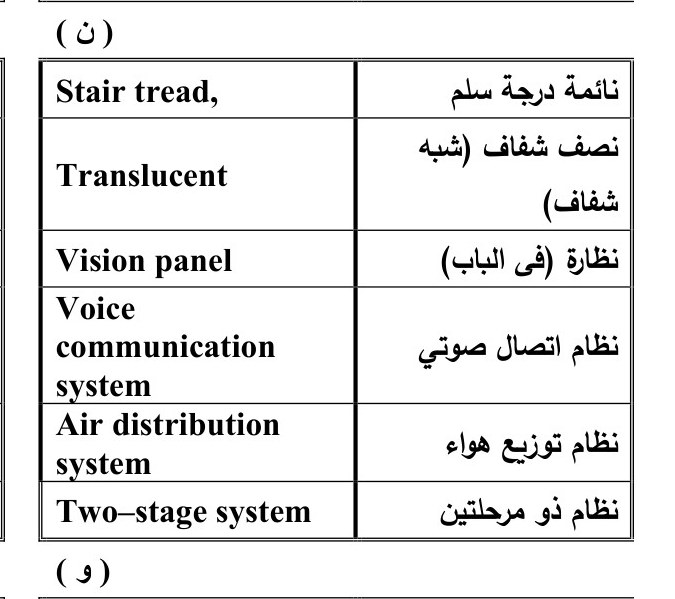 ( ن )
Stair tread,
نائمة درجة سلم
Translucent
نصف شفاف (شبه
شفاف)
Vision panel
نظارة (فى الباب)
Voice
communication
system
نظام اتصال صوتي
Air distribution
system
نظام توزيع هواء
Two–stage system
نظام ذو مرحلتين
( و )